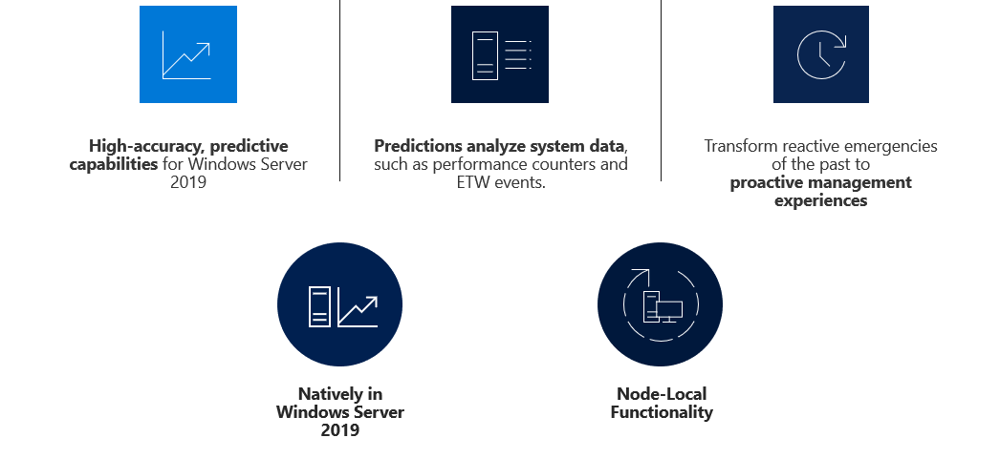 High-accuracy, predictive
capabilities for Windows Server
2019
Predictions analyze system data,
such as performance counters and
ETW events.
Transform reactive emergencies
of the past to
proactive management
experiences
Natively in
Windows Server
2019
Node-Local
Functionality